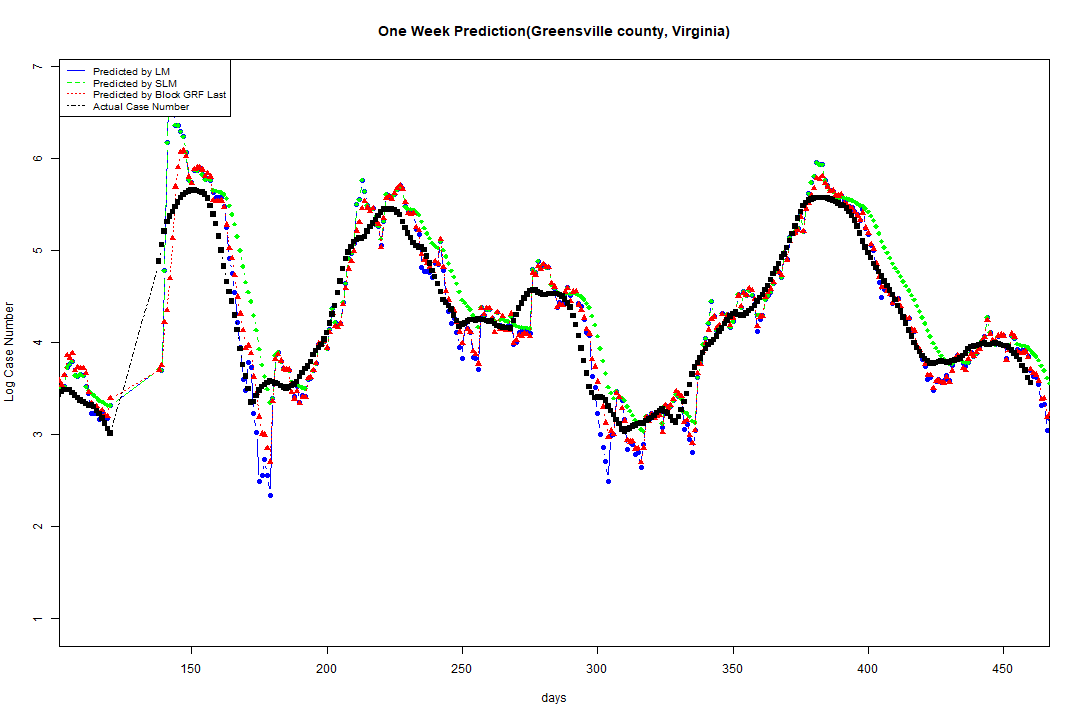 One Week Prediction(Greensville county, Virginia)
Predicted by LM
Predicted by SLM
Predicted by Block GRF Last
Actual Case Number
7
6
5
4
3
2
1
Log Case Number
150 200 250 300 350 400 450
days